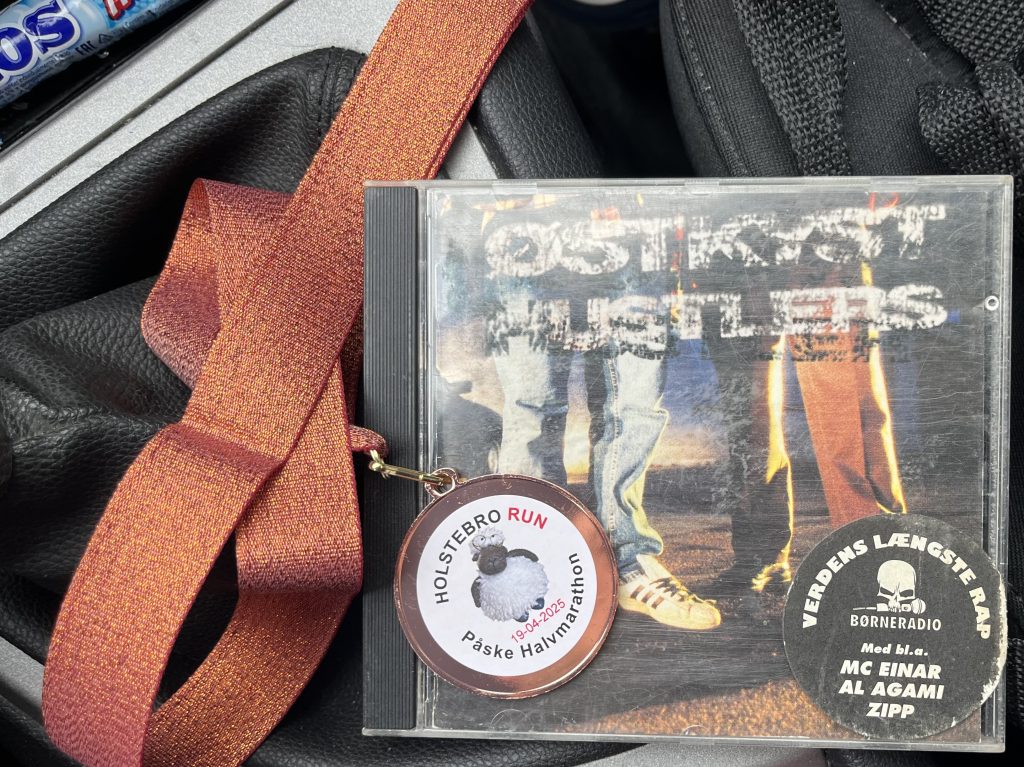 OS
ØSTKYST
HUSTLERS
HOLSTEBRO RUN
19-04-2025
Påske Halvmarathon
VERDENS LÆNGSTE RAP
BØRNERADIO
Med bl.a.
MC EINAR
AL AGAMI
ZIPP